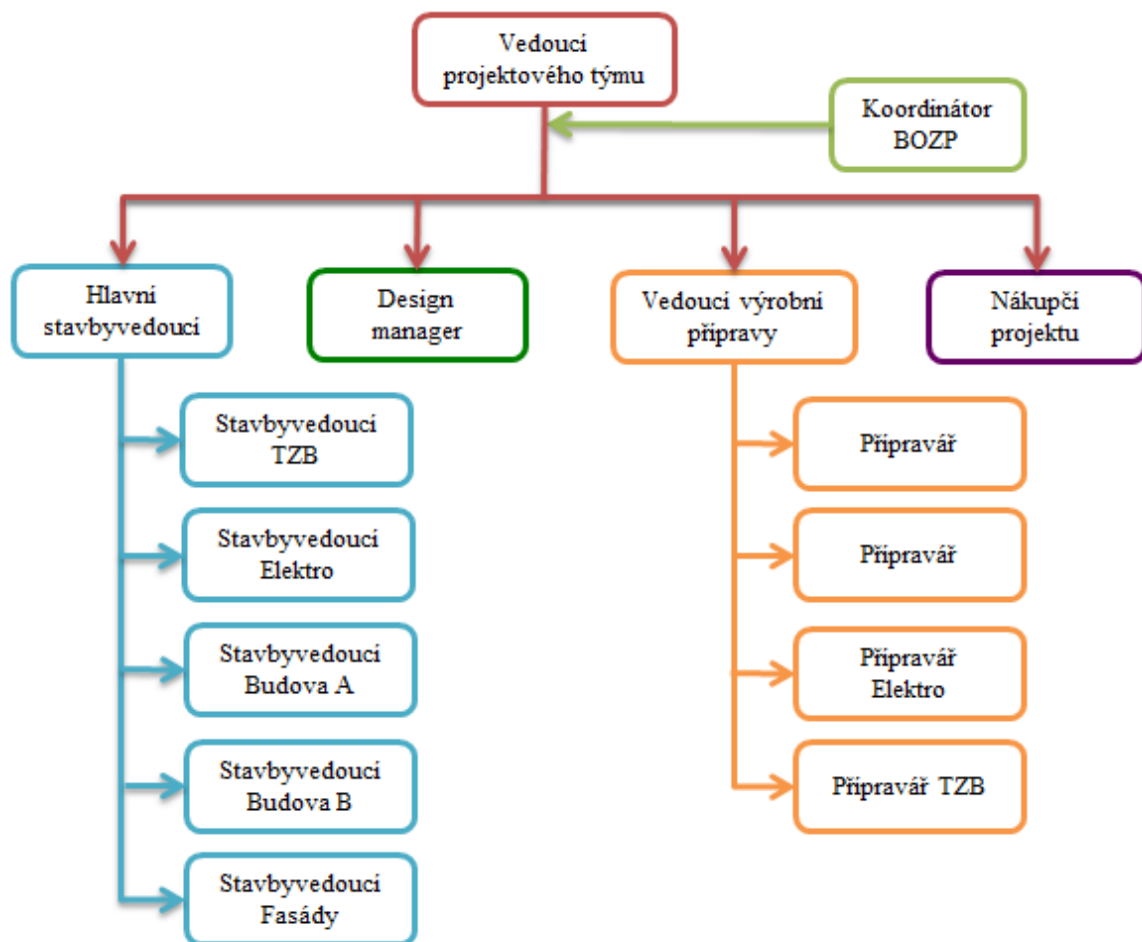 Vedoucí
projektového týmu
Koordinátor
BOZP
Hlavní
stavbyvedoucí
Design
manager
Vedoucí výrobní
přípravy
Nákupčí
projektu
Stavbyvedoucí
TZB
Stavbyvedoucí
Elektro
Stavbyvedoucí
Budova A
Stavbyvedoucí
Budova B
Stavbyvedoucí
Fasády
Přípravář
Přípravář
Přípravář
Elektro
Přípravář TZB